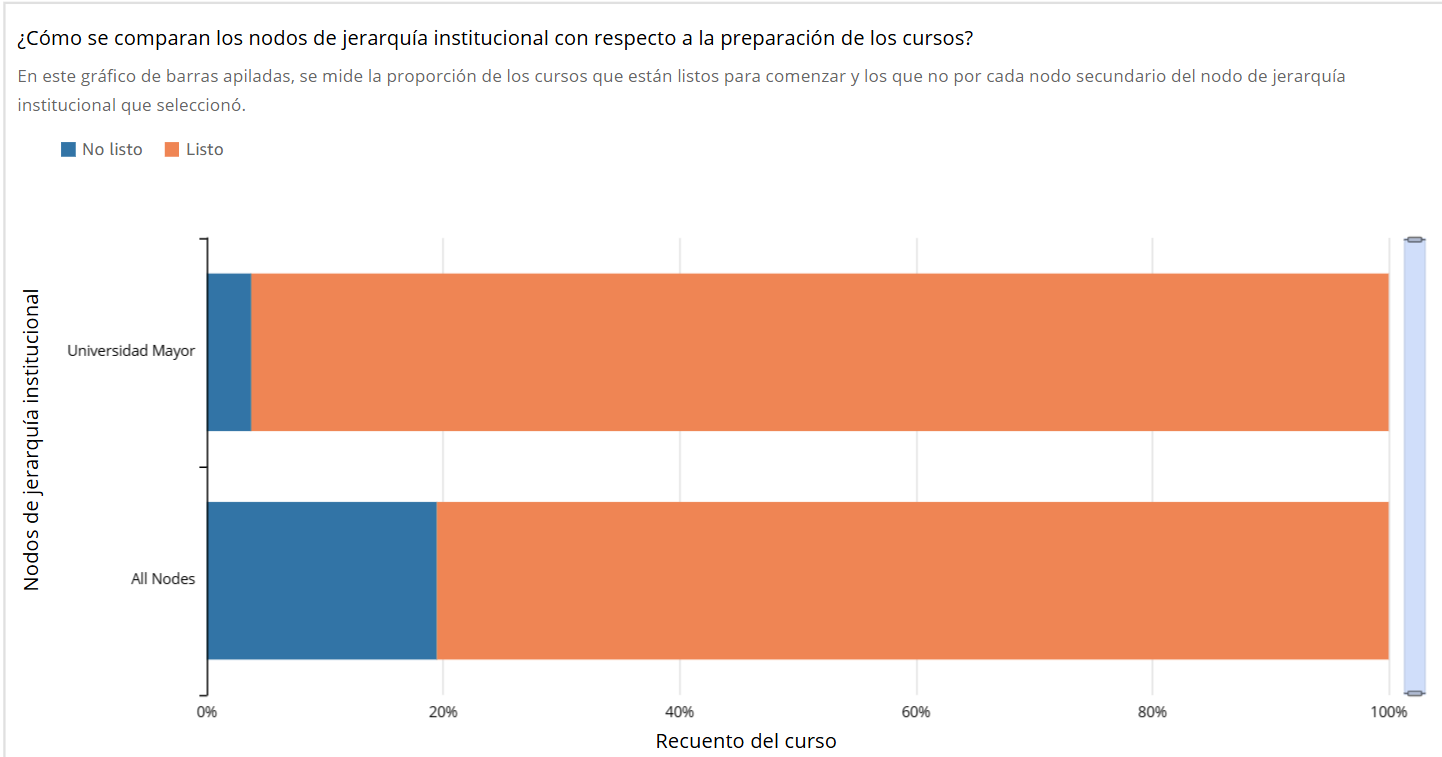 ¿Cómo se comparan los nodos de jerarquía institucional con respecto a la preparación de los cursos?
En este gráfico de barras apiladas, se mide la proporción de los cursos que están listos para comenzar y los que no por cada nodo secundario del nodo de jerarquía
institucional que seleccionó.
No listo Listo
Nodos de jerarquía institucional
Universidad Mayor
All Nodes
0% 20% 40% 60% 80% 100%
Recuento del curso